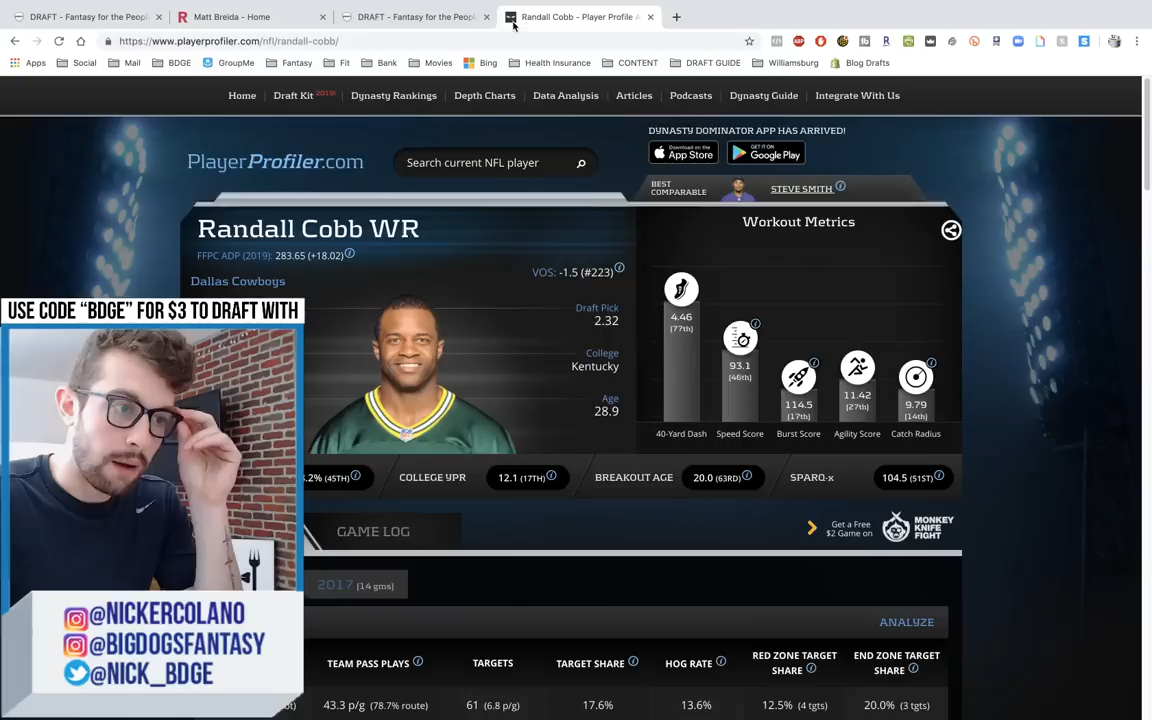 DRAFT - Fantasy for the Peopl
Matt Breida - Home
DRAFT - Fantasy for the Peopl
Randall Cobb - Player Profile A
https://www.playerprofiler.com/nfl/randall-cobb/
Apps
Social
Mail
BDGE
GroupMe
Fantasy
Fit
Bank
Movies
Bing
Health Insurance
CONTENT
DRAFT GUIDE
Williamsburg
Blog Drafts
Home
Draft Kit 2019!
Dynasty Rankings
Depth Charts
Data Analysis
Articles
Podcasts
Dynasty Guide
Integrate With Us
PlayerProfiler.com
Search current NFL player
DYNASTY DOMINATOR APP HAS ARRIVED!
Download on the
App Store
GET IT ON
Google Play
BEST
COMPARABLE
STEVE SMITH
Randall Cobb WR
FFPC ADP (2019): 283.65 (+18.02)
Dallas Cowboys
VOS: -1.5 (#223)
Draft Pick
2.32
College
Kentucky
Age
28.9
Workout Metrics
4.46
(77th)
93.1
(46th)
114.5
(17th)
11.42
(27th)
9.79
(14th)
40-Yard Dash
Speed Score
Burst Score
Agility Score
Catch Radius
.2% (45TH)
COLLEGE YPR
12.1 (17TH)
BREAKOUT AGE
20.0 (63RD)
SPARQ-x
104.5 (51ST)
GAME LOG
Get a Free
$2 Game on
MONKEY
KNIFE
FIGHT
2017 (14 gms)
ANALYZE
TEAM PASS PLAYS
TARGETS
TARGET SHARE
HOG RATE
RED ZONE TARGET
SHARE
END ZONE TARGET
SHARE
43.3 p/g (78.7% route)
61 (6.8 p/g)
17.6%
13.6%
12.5% (4 tgts)
20.0% (3 tgts)
USE CODE "BDGE" FOR $3 TO DRAFT WITH
@NICKERCOLANO
@BIGDOGSFANTASY
@NICK_BDGE